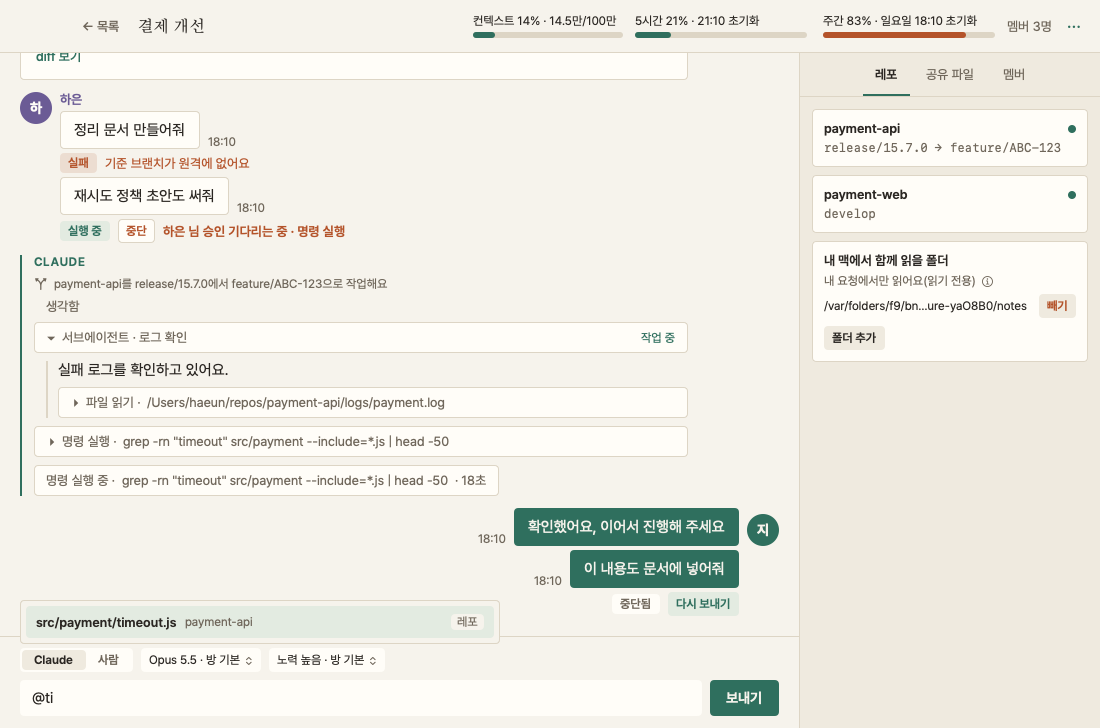 ← 목록
결제 개선
컨텍스트 14% · 14.5만/100만
5시간 21% · 21:10 초기화
주간 83% · 일요일 18:10 초기화
멤버 3명
···
diff 보기
하
하은
정리 문서 만들어줘
18:10
실패 기준 브랜치가 원격에 없어요
재시도 정책 초안도 써줘
18:10
실행 중 중단 하은 님 승인 기다리는 중 · 명령 실행
CLAUDE
payment-api를 release/15.7.0에서 feature/ABC-123으로 작업해요
생각함
서브에이전트 · 로그 확인 작업 중
실패 로그를 확인하고 있어요.
파일 읽기 · /Users/haeun/repos/payment-api/logs/payment.log
명령 실행 · grep -rn "timeout" src/payment --include=*.js | head -50
명령 실행 중 · grep -rn "timeout" src/payment --include=*.js | head -50 · 18초
18:10 확인했어요, 이어서 진행해 주세요 지
18:10 이 내용도 문서에 넣어줘
중단됨 다시 보내기
src/payment/timeout.js payment-api 레포
Claude 사람 Opus 5.5 · 방 기본 노력 높음 · 방 기본
@ti 보내기
레포 공유 파일 멤버
payment-api
release/15.7.0 → feature/ABC-123
payment-web
develop
내 맥에서 함께 읽을 폴더
내 요청에서만 읽어요(읽기 전용)
/var/folders/f9/bn…ure-yaO8B0/notes 빼기
폴더 추가